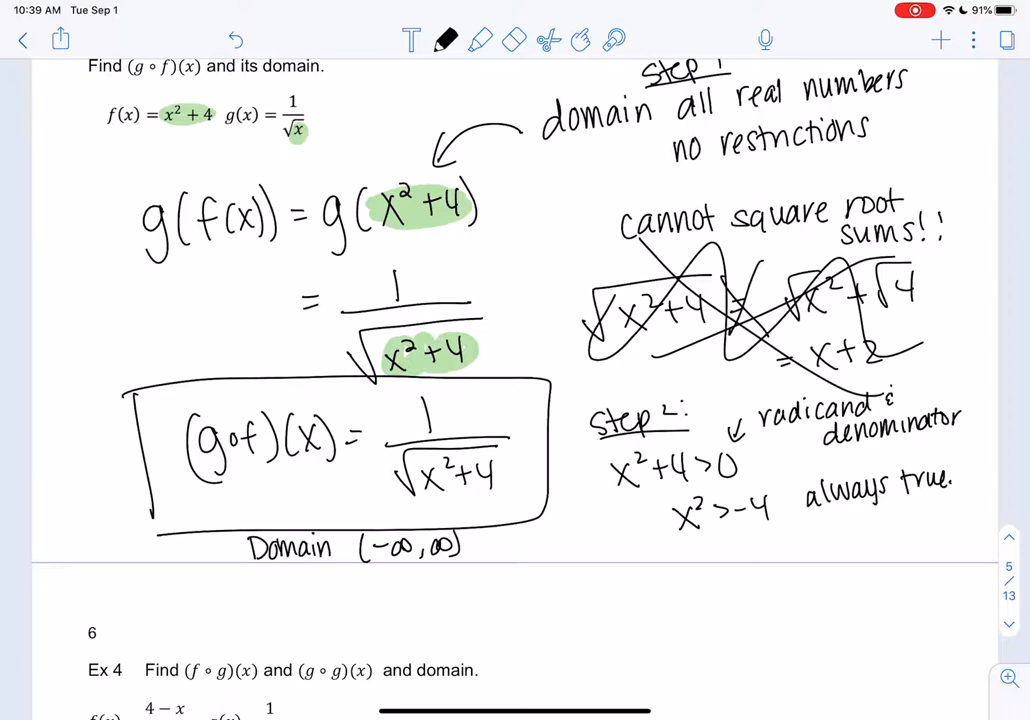 10:39 AM Tue Sep 1
91%
Find (g ∘ f)(x) and its domain.
f(x) = x² + 4 g(x) = 1/√x
Step 1
domain all real numbers
no restrictions
g(f(x)) = g(x²+4)
= 1/√(x²+4)
(g∘f)(x) = 1/√(x²+4)
Domain (-∞,∞)
cannot square root
sums!!
√(x²+4) = √x² + √4
= x+2
Step 2:
radicand &
denominator
x²+4>0
x²>-4 always true.
5
/
13
6
Ex 4 Find (f ∘ g)(x) and (g ∘ g)(x) and domain.
4 − x
1